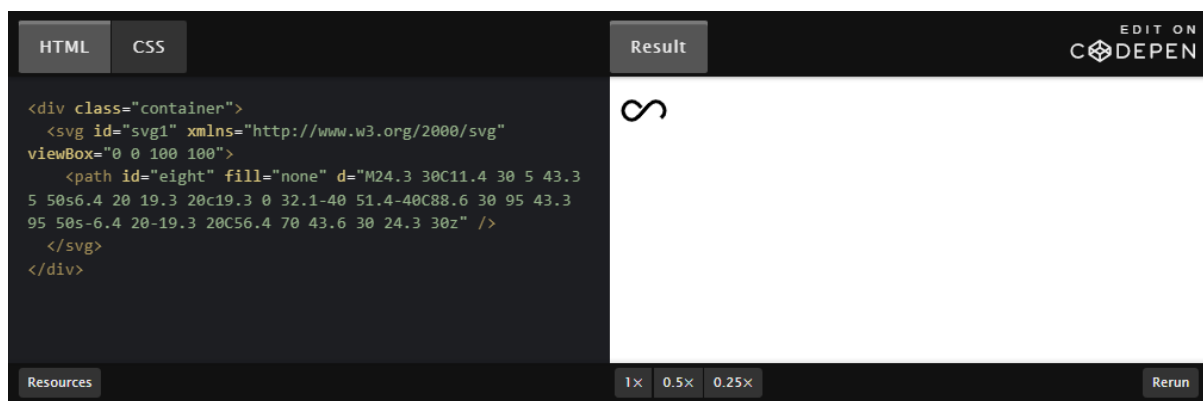 HTML CSS
Result
EDIT ON
CODEPEN
<div class="container">
  <svg id="svg1" xmlns="http://www.w3.org/2000/svg"
viewBox="0 0 100 100">
    <path id="eight" fill="none" d="M24.3 30C11.4 30 5 43.3
5 50s6.4 20 19.3 20c19.3 0 32.1-40 51.4-40C88.6 30 95 43.3
95 50s-6.4 20-19.3 20C56.4 70 43.6 30 24.3 30z" />
  </svg>
</div>
Resources
1× 0.5× 0.25×
Rerun